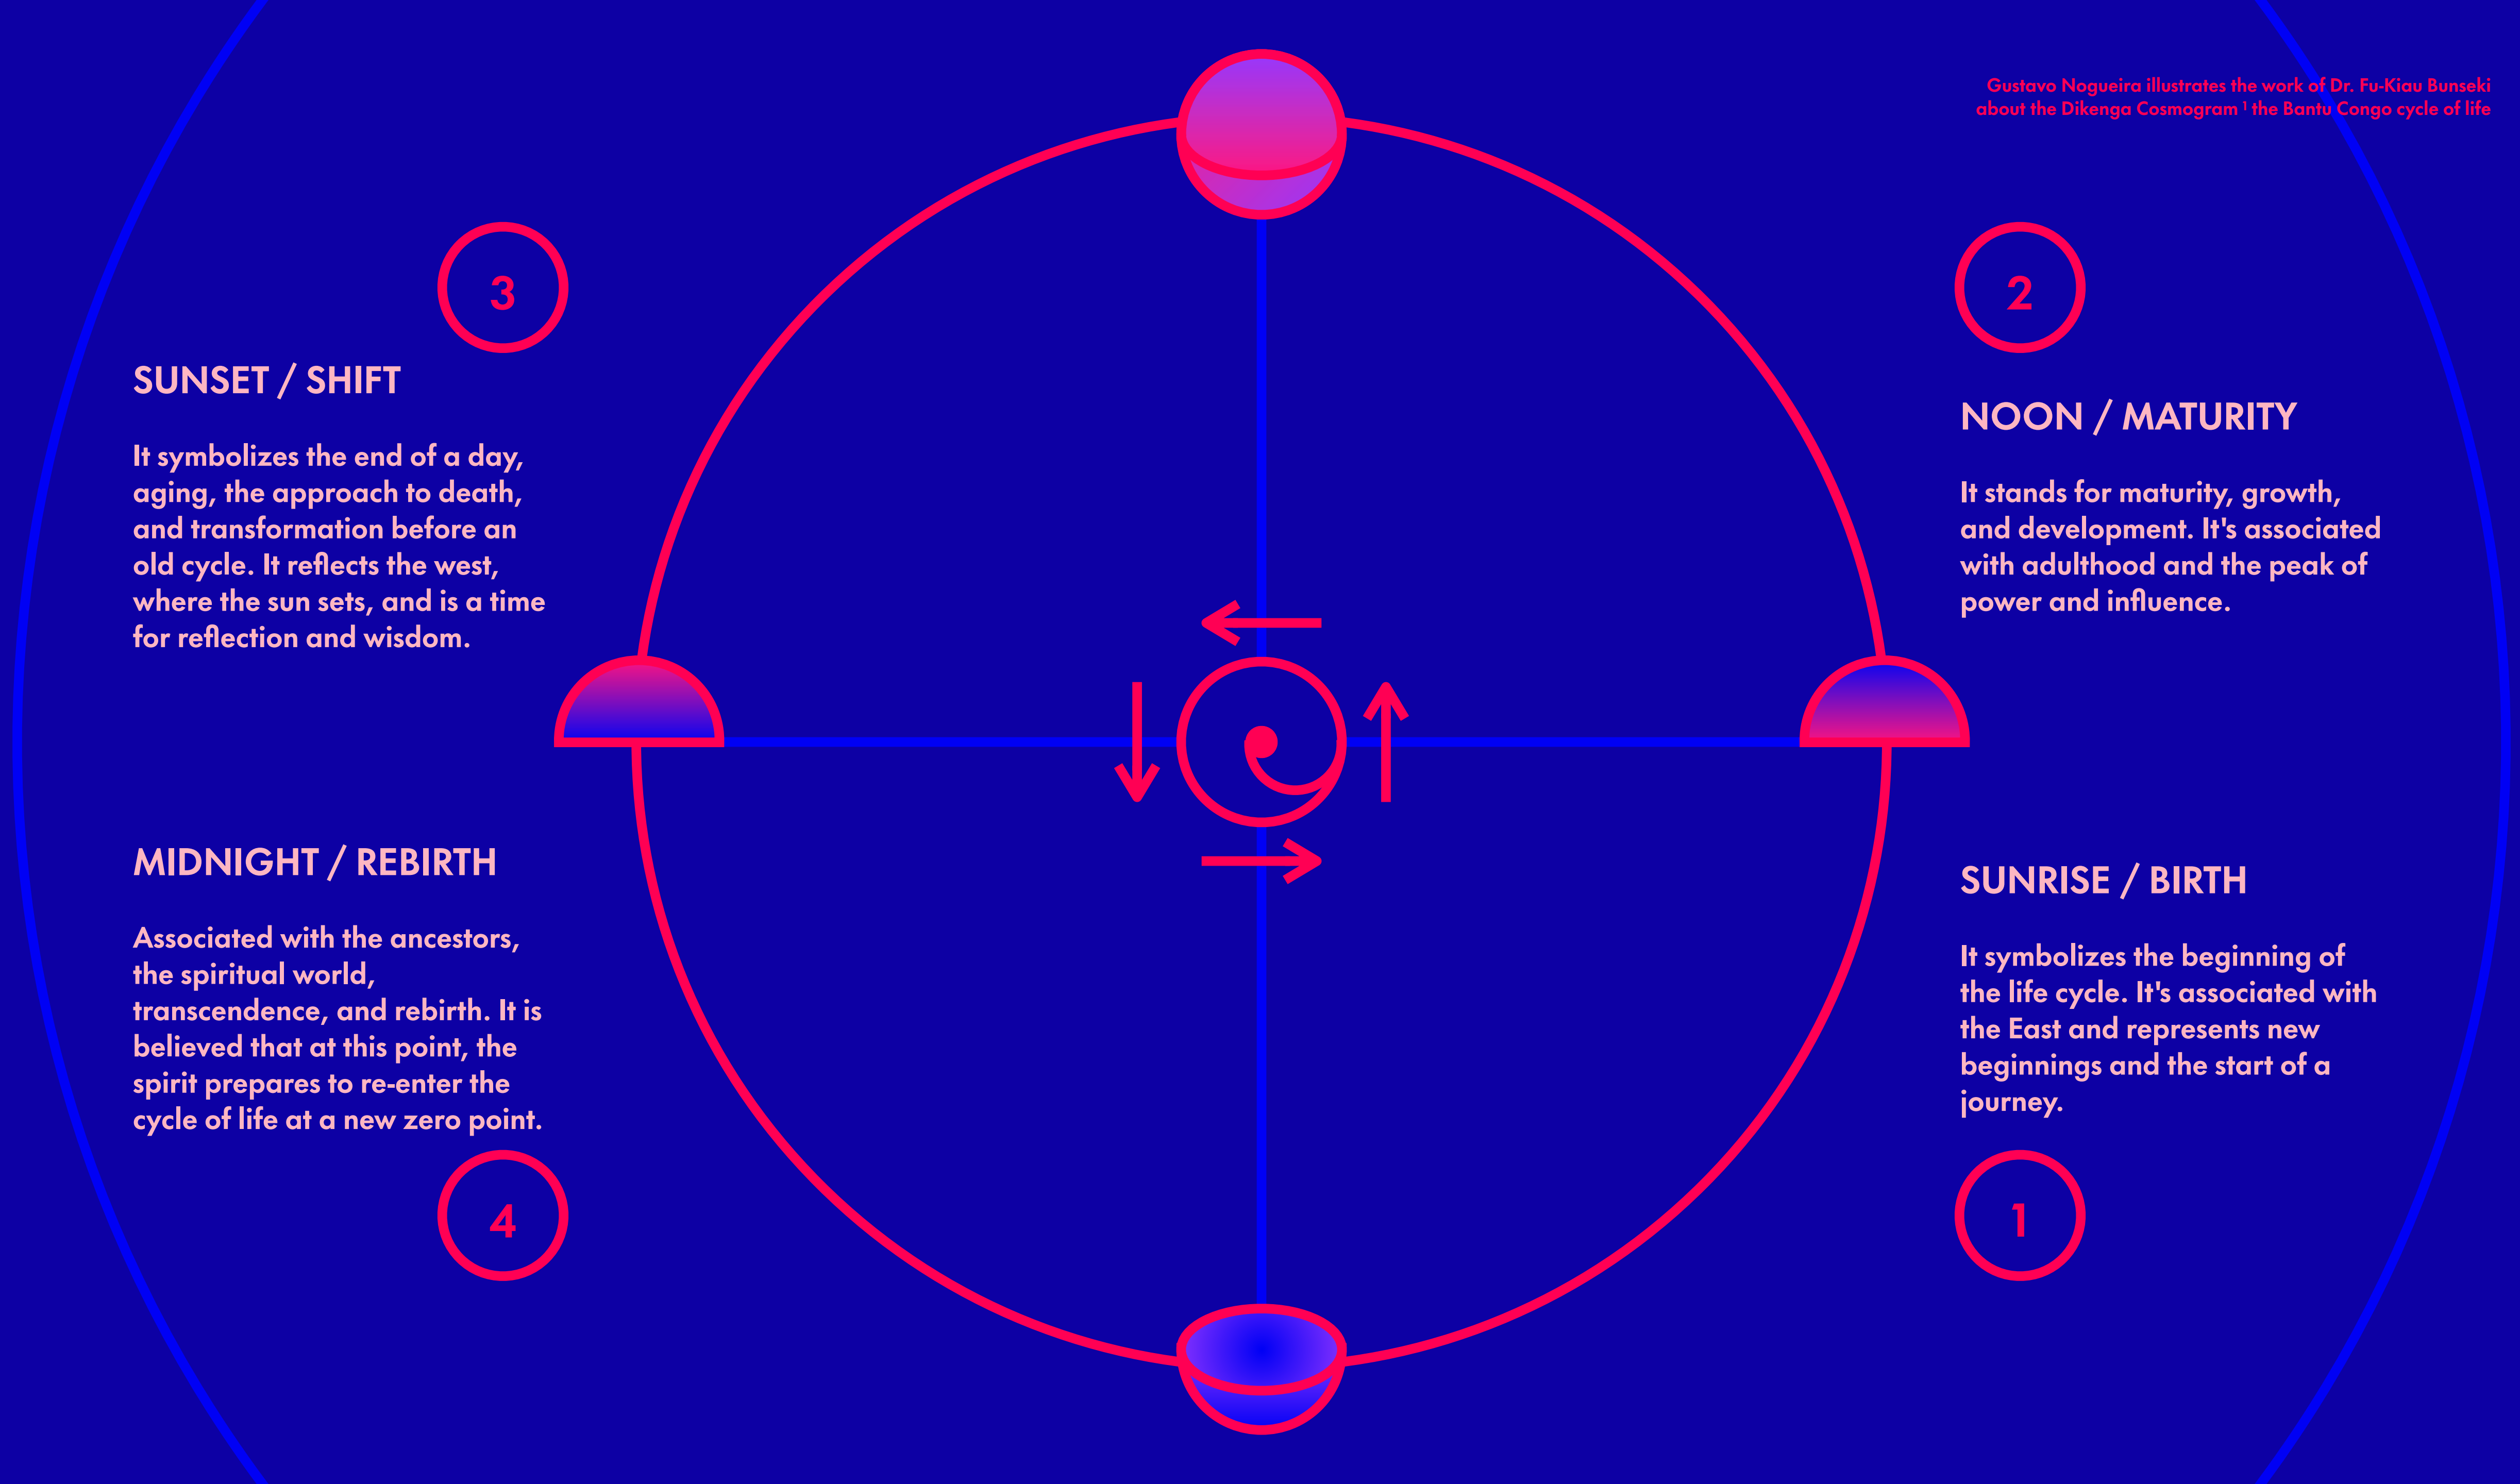 Gustavo Nogueira illustrates the work of Dr. Fu-Kiau Bunseki
about the Dikenga Cosmogram ¹ the Bantu Congo cycle of life
3
SUNSET / SHIFT
It symbolizes the end of a day,
aging, the approach to death,
and transformation before an
old cycle. It reflects the west,
where the sun sets, and is a time
for reflection and wisdom.
2
NOON / MATURITY
It stands for maturity, growth,
and development. It's associated
with adulthood and the peak of
power and influence.
MIDNIGHT / REBIRTH
Associated with the ancestors,
the spiritual world,
transcendence, and rebirth. It is
believed that at this point, the
spirit prepares to re-enter the
cycle of life at a new zero point.
4
SUNRISE / BIRTH
It symbolizes the beginning of
the life cycle. It's associated with
the East and represents new
beginnings and the start of a
journey.
1